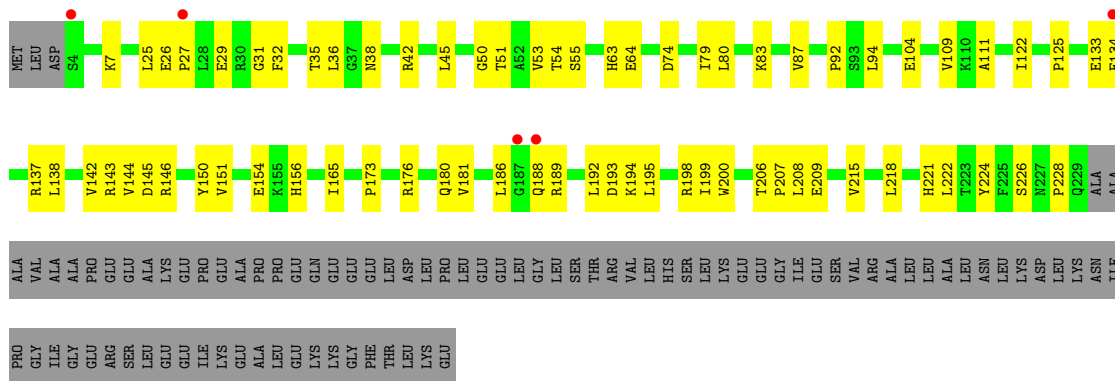 MET LEU ASP S4 K7 L25 E26 P27 L28 E29 R30 G31 F32 T35 L36 G37 N38 R42 L45 G50 T51 A52 V53 T54 S55 H63 E64 D74 I79 L80 K83 V87 P92 S93 L94 E104 V109 K110 A111 I122 P125 E133 E134
R137 L138 V142 R143 V144 D145 R146 Y150 V151 E154 K155 H156 I165 P173 R176 Q180 V181 L186 G187 Q188 R189 L192 D193 K194 L195 R198 I199 W200 T206 P207 L208 E209 V215 L218 H221 L222 T223 Y224 F225 S226 N227 P228 Q229 ALA ALA
ALA VAL ALA ALA PRO GLU GLU ALA LYS GLU PRO GLU ALA PRO PRO GLU GLN GLU GLU GLU LEU ASP LEU PRO LEU GLU GLU LEU GLY LEU SER THR ARG VAL LEU HIS SER LEU LYS GLU GLU GLY ILE GLU SER VAL ARG ALA LEU LEU ALA LEU ASN LEU LYS ASP LEU LYS ASN ILE
PRO GLY ILE GLY GLU ARG SER LEU GLU GLU ILE LYS GLU ALA LEU GLU LYS LYS GLY PHE THR LEU LYS GLU